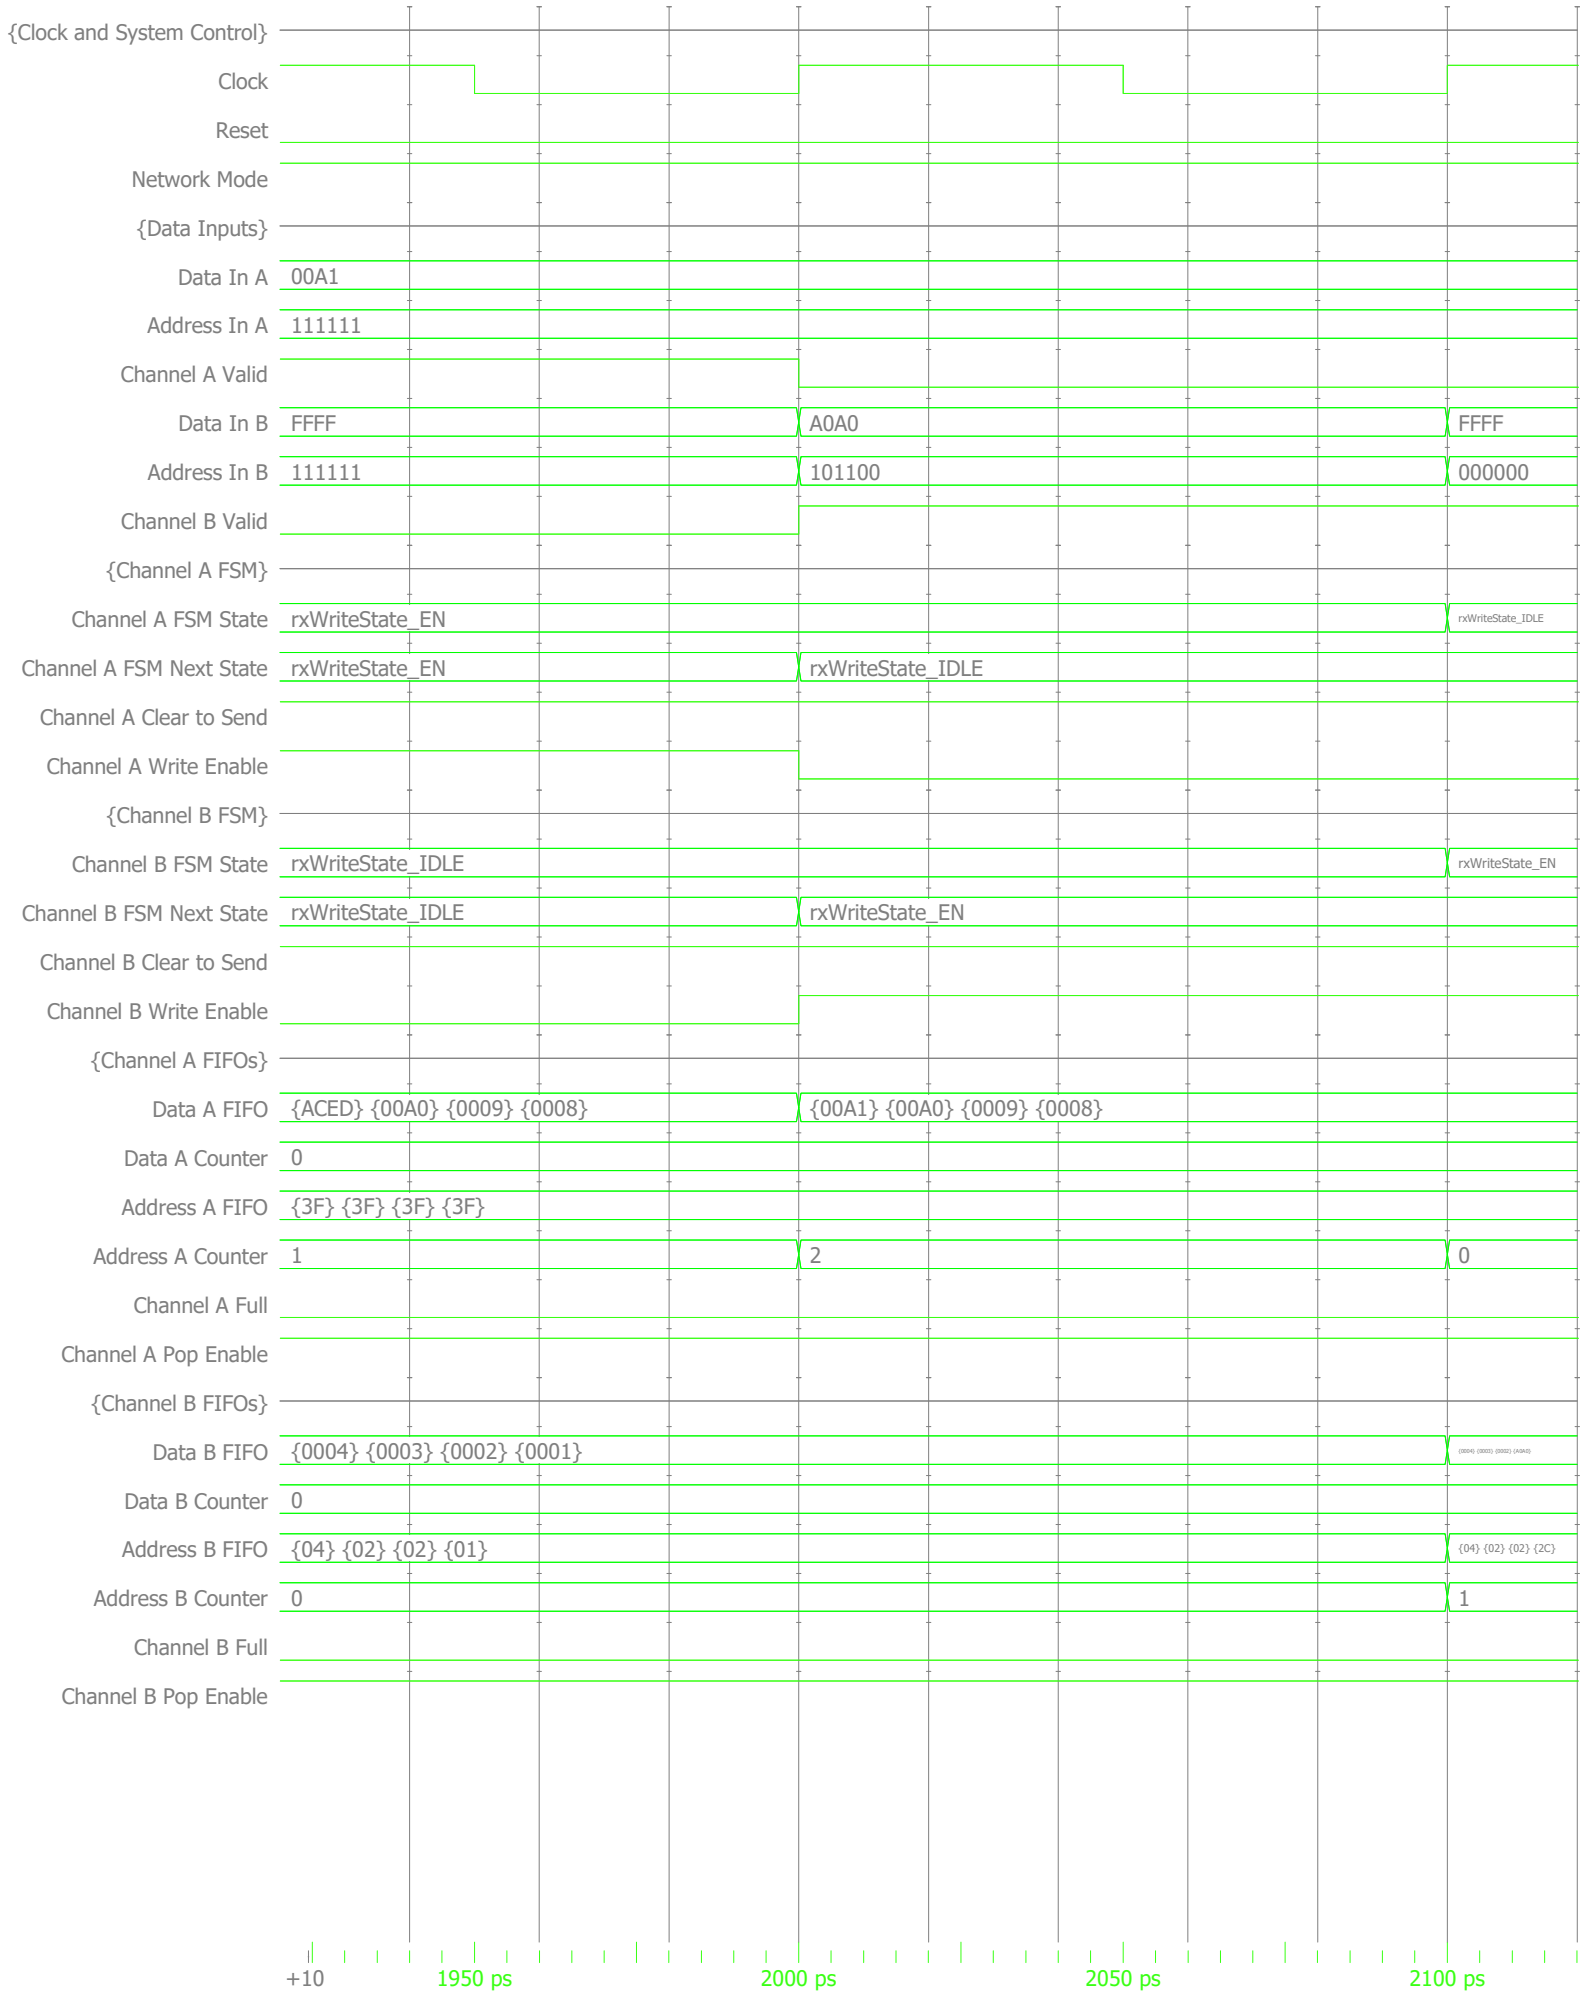 {Clock and System Control}
Clock
Reset
Network Mode
{Data Inputs}
Data In A 00A1
Address In A 111111
Channel A Valid
Data In B FFFF A0A0 FFFF
Address In B 111111 101100 000000
Channel B Valid
{Channel A FSM}
Channel A FSM State rxWriteState_EN rxWriteState_IDLE
Channel A FSM Next State rxWriteState_EN rxWriteState_IDLE
Channel A Clear to Send
Channel A Write Enable
{Channel B FSM}
Channel B FSM State rxWriteState_IDLE rxWriteState_EN
Channel B FSM Next State rxWriteState_IDLE rxWriteState_EN
Channel B Clear to Send
Channel B Write Enable
{Channel A FIFOs}
Data A FIFO {ACED} {00A0} {0009} {0008} {00A1} {00A0} {0009} {0008}
Data A Counter 0
Address A FIFO {3F} {3F} {3F} {3F}
Address A Counter 1 2 0
Channel A Full
Channel A Pop Enable
{Channel B FIFOs}
Data B FIFO {0004} {0003} {0002} {0001} {0004} {0003} {0002} {A0A0}
Data B Counter 0
Address B FIFO {04} {02} {02} {01} {04} {02} {02} {2C}
Address B Counter 0 1
Channel B Full
Channel B Pop Enable
+10 1950 ps 2000 ps 2050 ps 2100 ps